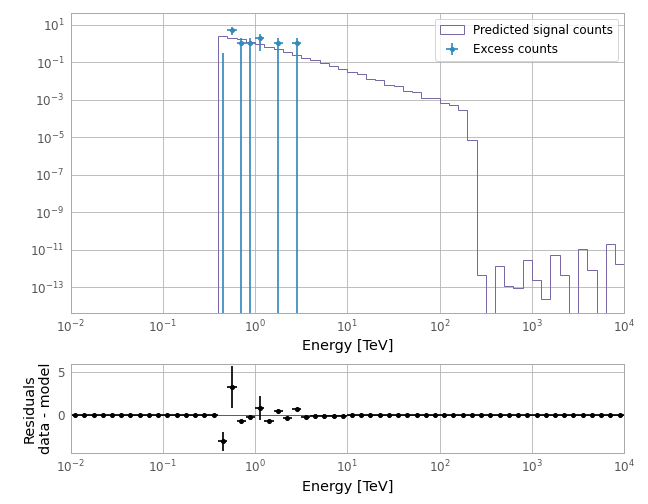 10^1
10^-1
10^-3
10^-5
10^-7
10^-9
10^-11
10^-13
Predicted signal counts
Excess counts
10^-2 10^-1 10^0 10^1 10^2 10^3 10^4
Energy [TeV]
Residuals
data - model
5
0
10^-2 10^-1 10^0 10^1 10^2 10^3 10^4
Energy [TeV]